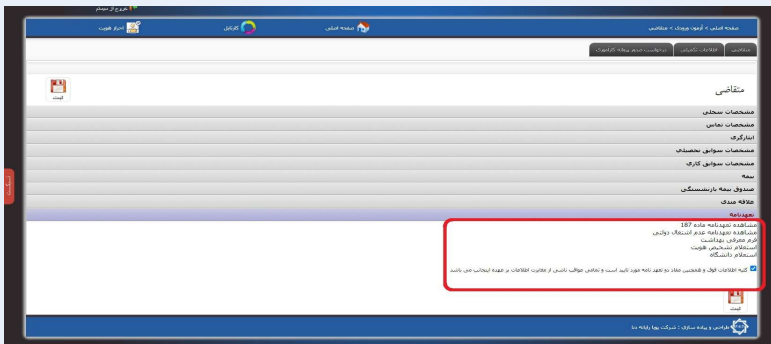 خروج از سیستم
صفحه اصلی > آزمون ورودی > متقاضی
صفحه اصلی
کارتابل
احراز هویت
متقاضی
اطلاعات تکمیلی
درخواست صدور پروانه کارآموزی
متقاضی
ثبت
مشخصات سجلی
مشخصات تماس
ایثارگری
مشخصات سوابق تحصیلی
مشخصات سوابق کاری
بیمه
صندوق بیمه بازنشستگی
علاقه مندی
تعهدنامه
مشاهده تعهدنامه ماده 187
مشاهده تعهدنامه عدم اشتغال دولتی
فرم معرفی بهداشت
استعلام تشخیص هویت
استعلام دانشگاه
کلیه اطلاعات فوق و همچنین مفاد دو تعهد نامه مورد تایید است و تمامی عواقب ناشی از مغایرت اطلاعات بر عهده اینجانب می باشد
ثبت
طراحی و پیاده سازی : شرکت پویا رایانه دنا